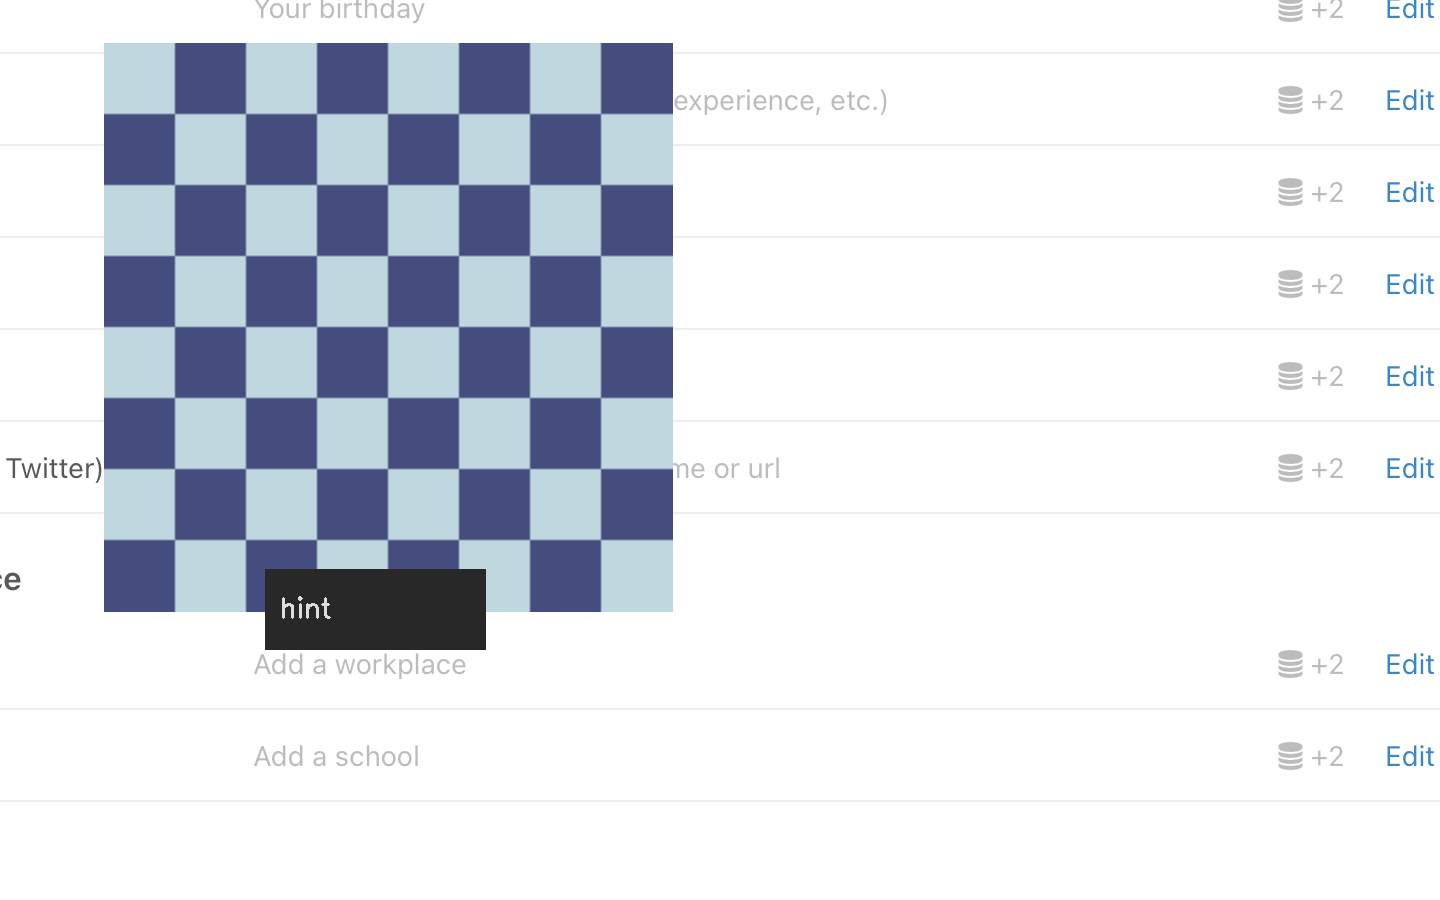 Your birthday +2 Edit
experience, etc.) +2 Edit
+2 Edit
+2 Edit
+2 Edit
Twitter) me or url +2 Edit
hint
Add a workplace +2 Edit
Add a school +2 Edit